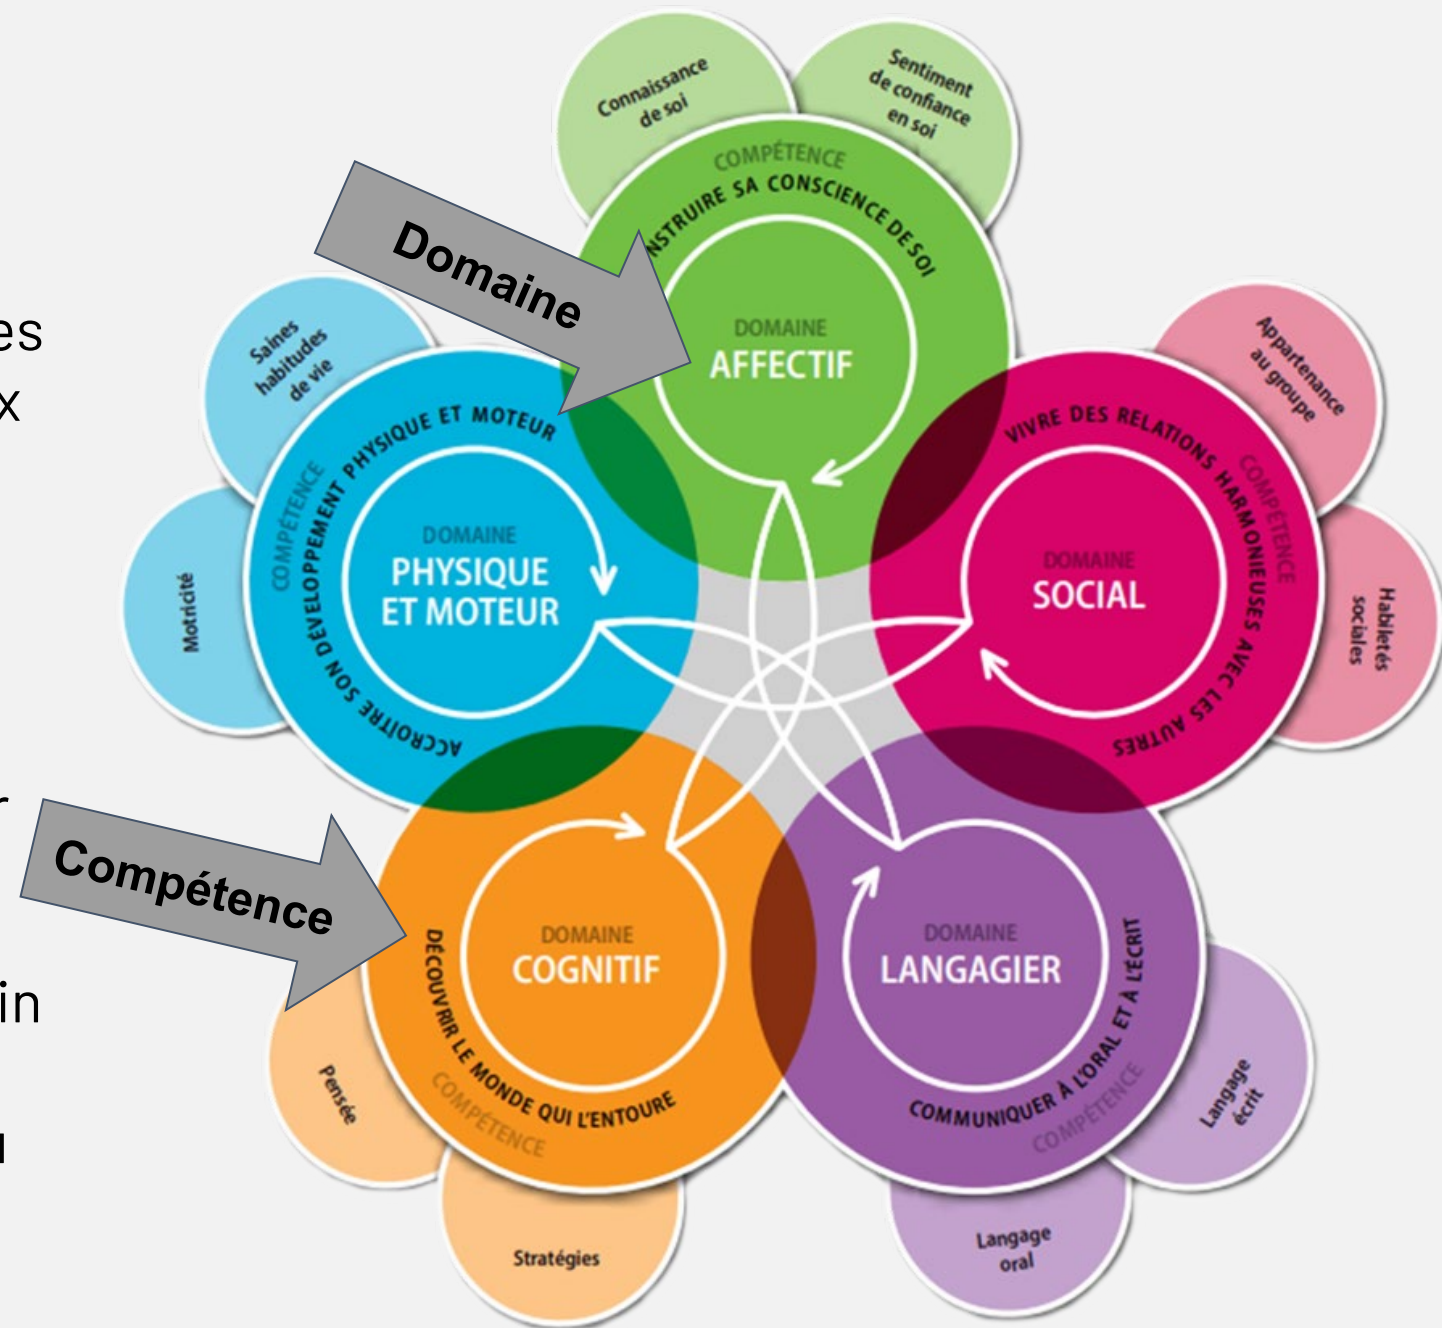 es
x
r
in
Domaine
Compétence
Connaissance
de soi
Sentiment
de confiance
en soi
COMPÉTENCE
NSTRUIRE SA CONSCIENCE DE SOI
DOMAINE
AFFECTIF
Saines
habitudes
de vie
Motricité
COMPÉTENCE
ACCROÎTRE SON DÉVELOPPEMENT PHYSIQUE ET MOTEUR
DOMAINE
PHYSIQUE
ET MOTEUR
Appartenance
au groupe
Habiletés
sociales
COMPÉTENCE
VIVRE DES RELATIONS HARMONIEUSES AVEC LES AUTRES
DOMAINE
SOCIAL
DOMAINE
COGNITIF
DÉCOUVRIR LE MONDE QUI L'ENTOURE
COMPÉTENCE
Pensée
Stratégies
DOMAINE
LANGAGIER
COMMUNIQUER À L'ORAL ET À L'ÉCRIT
COMPÉTENCE
Langage
écrit
Langage
oral